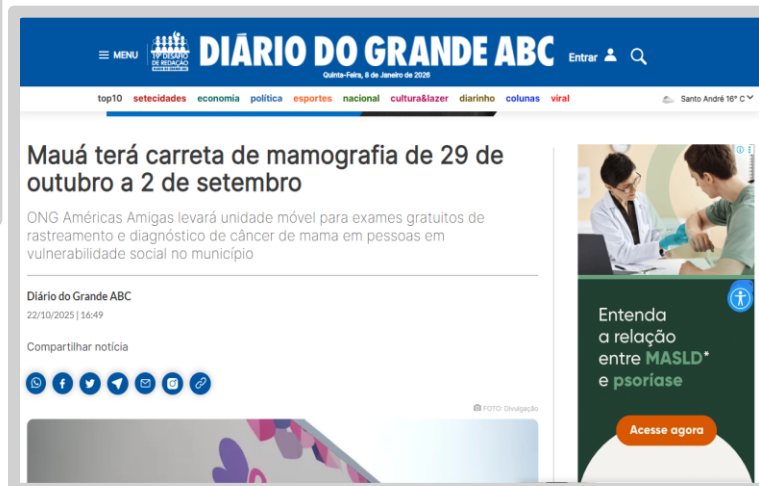 MENU
19º DESAFIO
DE REDAÇÃO
DIÁRIO DO GRANDE ABC
Quinta-Feira, 8 de Janeiro de 2026
Entrar
top10 setecidades economia política esportes nacional cultura&lazer diarinho colunas viral
Santo André 16° C
Mauá terá carreta de mamografia de 29 de
outubro a 2 de setembro
ONG Américas Amigas levará unidade móvel para exames gratuitos de
rastreamento e diagnóstico de câncer de mama em pessoas em
vulnerabilidade social no município
Diário do Grande ABC
22/10/2025 | 16:49
Compartilhar notícia
FOTO: Divulgação
Entenda
a relação
entre MASLD*
e psoríase
Acesse agora